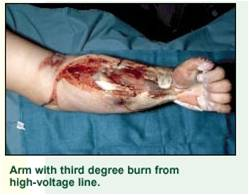 Arm with third degree burn from
high-voltage line.